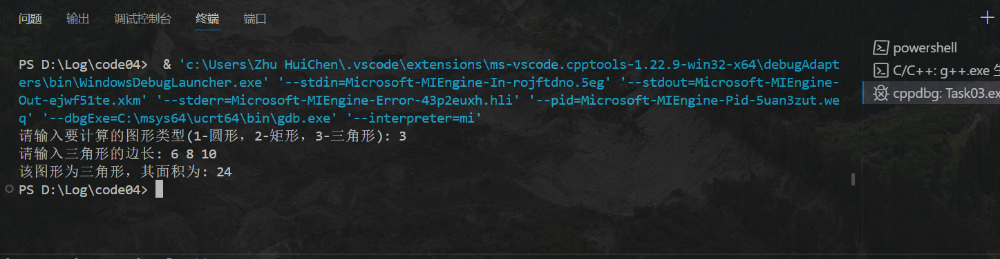 问题 输出 调试控制台 终端 端口
PS D:\Log\code04>  & 'c:\Users\Zhu HuiChen\.vscode\extensions\ms-vscode.cpptools-1.22.9-win32-x64\debugAdapt
ers\bin\WindowsDebugLauncher.exe' '--stdin=Microsoft-MIEngine-In-rojftdno.5eg' '--stdout=Microsoft-MIEngine-
Out-ejwf51te.xkm' '--stderr=Microsoft-MIEngine-Error-43p2euxh.hli' '--pid=Microsoft-MIEngine-Pid-5uan3zut.we
q' '--dbgExe=C:\msys64\ucrt64\bin\gdb.exe' '--interpreter=mi'
请输入要计算的图形类型(1-圆形，2-矩形，3-三角形): 3
请输入三角形的边长: 6 8 10
该图形为三角形，其面积为: 24
PS D:\Log\code04>
powershell
C/C++: g++.exe 生
cppdbg: Task03.ex